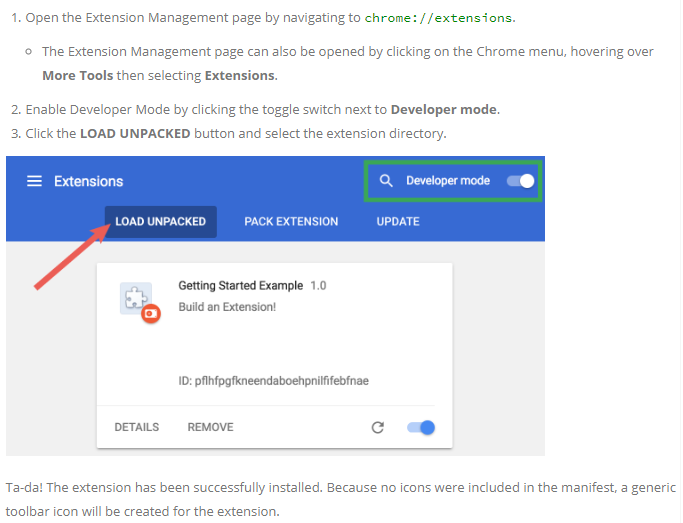 1. Open the Extension Management page by navigating to chrome://extensions.
The Extension Management page can also be opened by clicking on the Chrome menu, hovering over
More Tools then selecting Extensions.
2. Enable Developer Mode by clicking the toggle switch next to Developer mode.
3. Click the LOAD UNPACKED button and select the extension directory.
Extensions Developer mode
LOAD UNPACKED PACK EXTENSION UPDATE
Getting Started Example 1.0
Build an Extension!
ID: pflhfpgfkneendaboehpnilfifebfnae
DETAILS REMOVE
Ta-da! The extension has been successfully installed. Because no icons were included in the manifest, a generic
toolbar icon will be created for the extension.